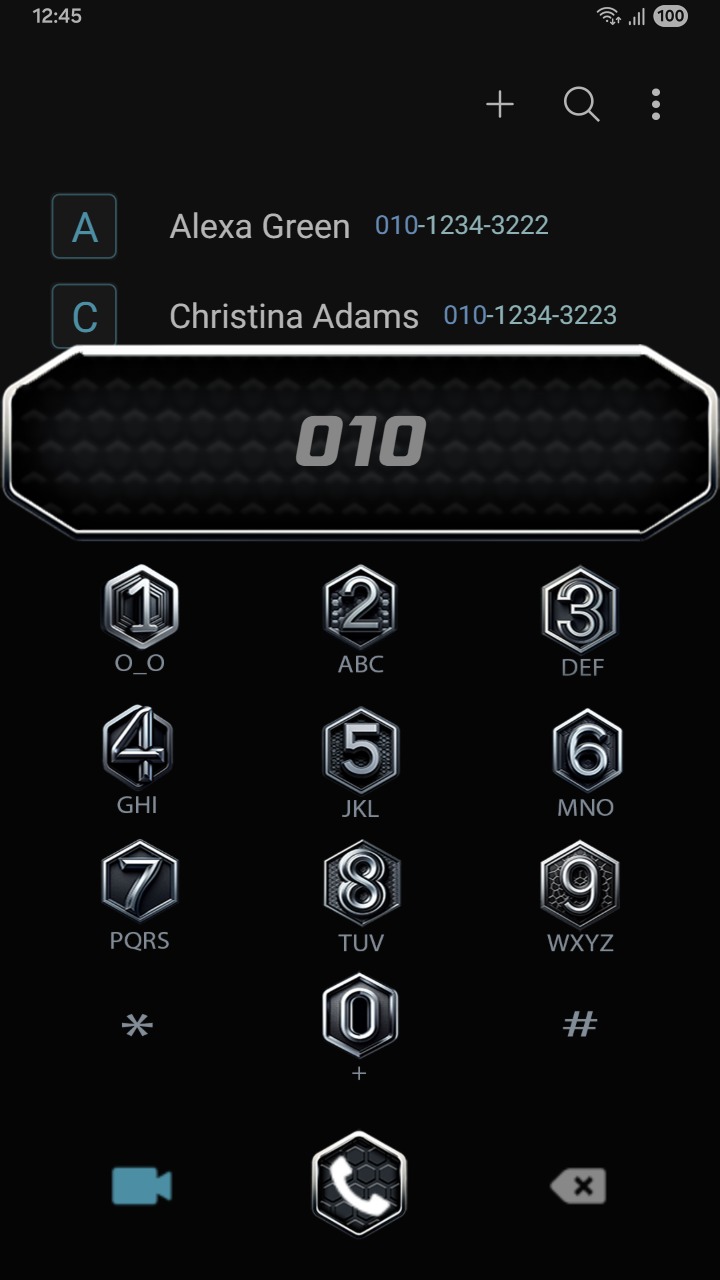 12:45 100
A Alexa Green 010-1234-3222
C Christina Adams 010-1234-3223
010
1 2 3
O_O ABC DEF
4 5 6
GHI JKL MNO
7 8 9
PQRS TUV WXYZ
* 0 #
+